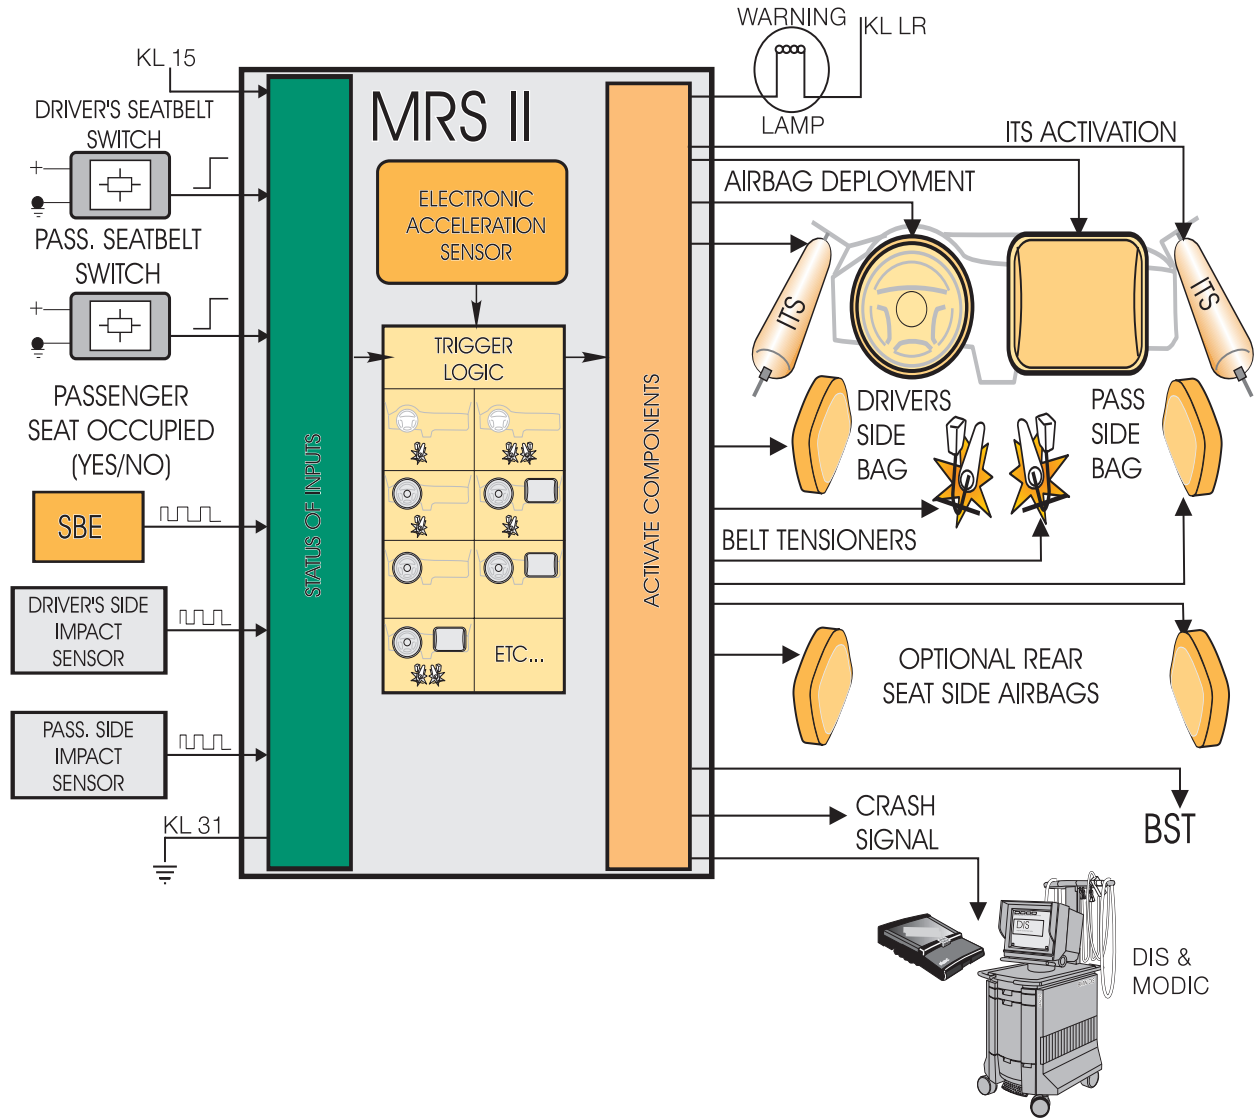 KL 15
DRIVER'S SEATBELT
SWITCH
PASS. SEATBELT
SWITCH
PASSENGER
SEAT OCCUPIED
(YES/NO)
SBE
DRIVER'S SIDE
IMPACT
SENSOR
PASS. SIDE
IMPACT
SENSOR
KL 31
STATUS OF INPUTS
MRS II
ELECTRONIC
ACCELERATION
SENSOR
TRIGGER
LOGIC
ETC...
ACTIVATE COMPONENTS
WARNING
LAMP
KL LR
ITS ACTIVATION
AIRBAG DEPLOYMENT
ITS
ITS
DRIVERS
SIDE
BAG
PASS
SIDE
BAG
BELT TENSIONERS
OPTIONAL REAR
SEAT SIDE AIRBAGS
CRASH
SIGNAL
BST
DIS
DIS &
MODIC